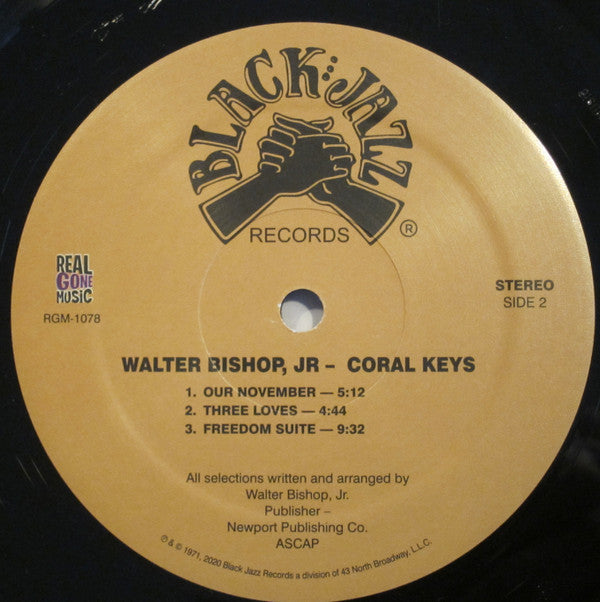 BLACK JAZZ
RECORDS ®
REAL
GONE
MUSIC
RGM-1078
STEREO
SIDE 2
WALTER BISHOP, JR – CORAL KEYS
1. OUR NOVEMBER — 5:12
2. THREE LOVES — 4:44
3. FREEDOM SUITE — 9:32
All selections written and arranged by
Walter Bishop, Jr.
Publisher –
Newport Publishing Co.
ASCAP
℗ & © 1971, 2020 Black Jazz Records a division of 43 North Broadway, L.L.C.